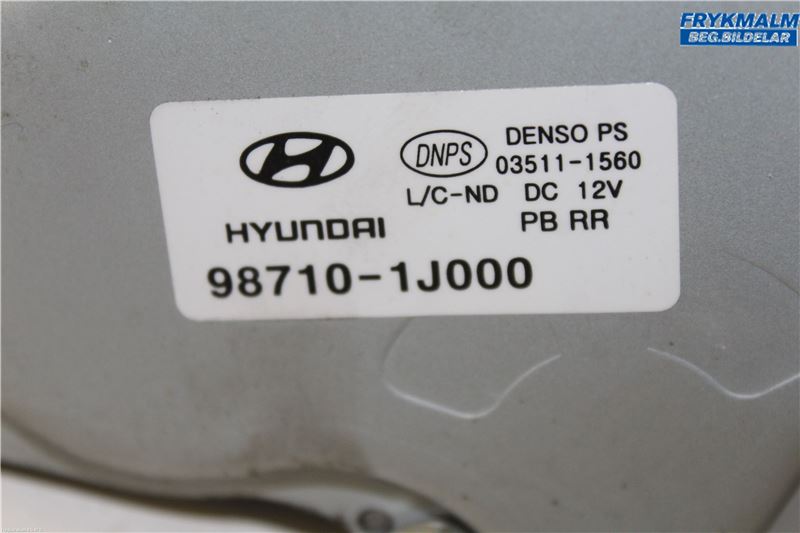 FRYKMALM
BEG.BILDELAR
HYUNDAI
DNPS
DENSO PS
03511-1560
L/C-ND DC 12V
PB RR
98710-1J000